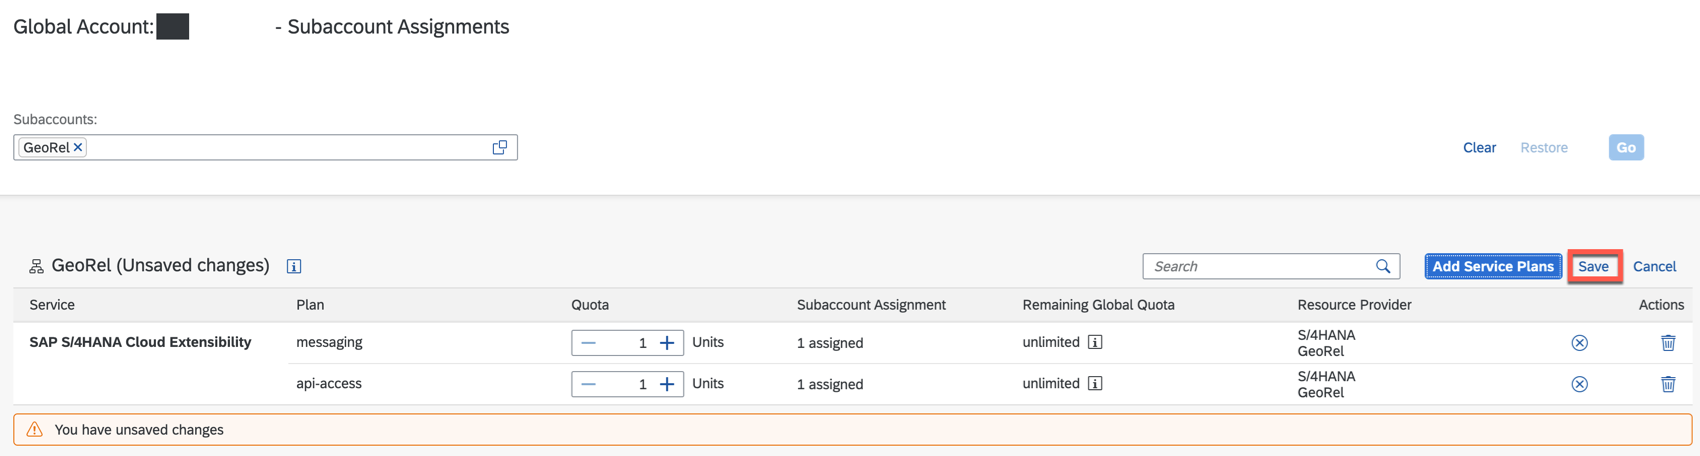 Global Account: - Subaccount Assignments
Subaccounts:
GeoRel
Clear Restore Go
GeoRel (Unsaved changes) Search Add Service Plans Save Cancel
Service Plan Quota Subaccount Assignment Remaining Global Quota Resource Provider Actions
SAP S/4HANA Cloud Extensibility messaging 1 Units 1 assigned unlimited S/4HANA
GeoRel
api-access 1 Units 1 assigned unlimited S/4HANA
GeoRel
You have unsaved changes